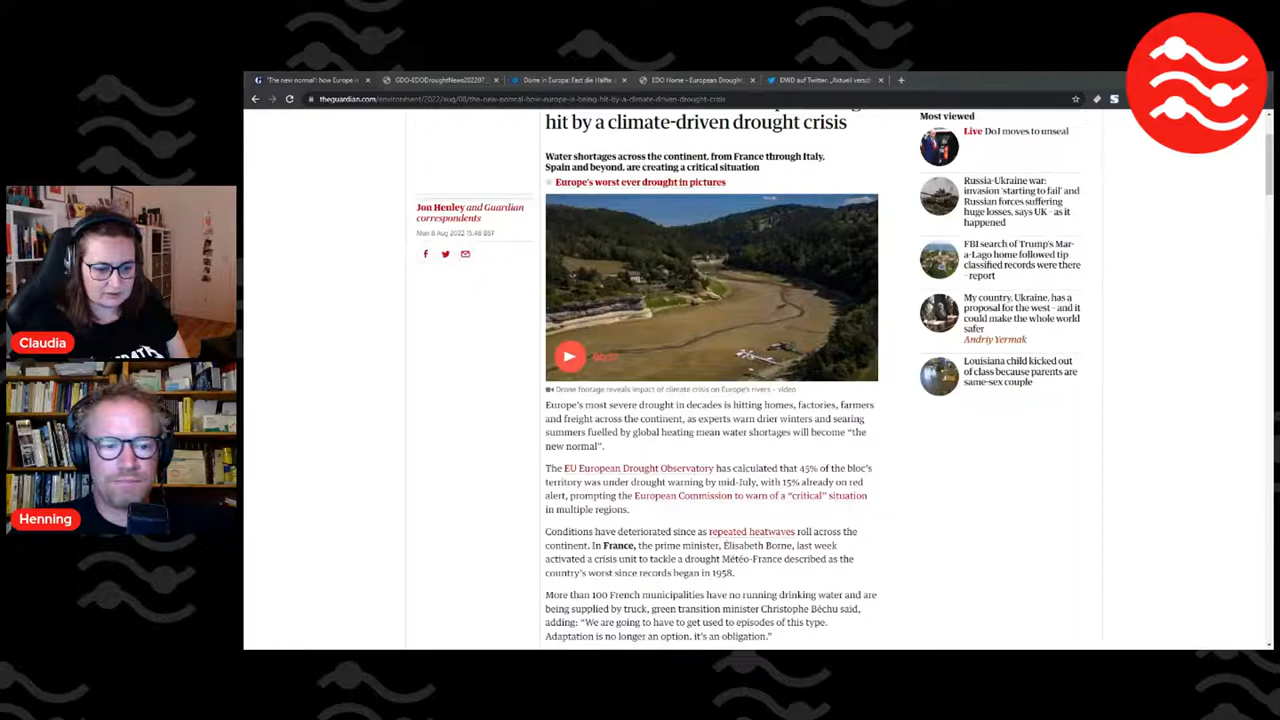 "The new normal": how Europe is
GDO-EDODroughtNews202207
Dürre in Europa: Fast die Hälfte
EDO Home - European Drought
DWD auf Twitter: „Aktuell versch
theguardian.com/environment/2022/aug/08/the-new-normal-how-europe-is-being-hit-by-a-climate-driven-drought-crisis
hit by a climate-driven drought crisis
Water shortages across the continent, from France through Italy,
Spain and beyond, are creating a critical situation
Europe's worst ever drought in pictures
Jon Henley and Guardian
correspondents
Mon 8 Aug 2022 15.48 BST
Drone footage reveals impact of climate crisis on Europe's rivers – video
Europe's most severe drought in decades is hitting homes, factories, farmers
and freight across the continent, as experts warn drier winters and searing
summers fuelled by global heating mean water shortages will become “the
new normal”.
The EU European Drought Observatory has calculated that 45% of the bloc's
territory was under drought warning by mid-July, with 15% already on red
alert, prompting the European Commission to warn of a “critical” situation
in multiple regions.
Conditions have deteriorated since as repeated heatwaves roll across the
continent. In France, the prime minister, Élisabeth Borne, last week
activated a crisis unit to tackle a drought Météo-France described as the
country's worst since records began in 1958.
More than 100 French municipalities have no running drinking water and are
being supplied by truck, green transition minister Christophe Béchu said,
adding: “We are going to have to get used to episodes of this type.
Adaptation is no longer an option, it's an obligation.”
Most viewed
Live DoJ moves to unseal
Russia-Ukraine war:
invasion 'starting to fail' and
Russian forces suffering
huge losses, says UK – as it
happened
FBI search of Trump's Mar-
a-Lago home followed tip
classified records were there
– report
My country, Ukraine, has a
proposal for the west – and it
could make the whole world
safer
Andriy Yermak
Louisiana child kicked out
of class because parents are
same-sex couple
Claudia
Henning